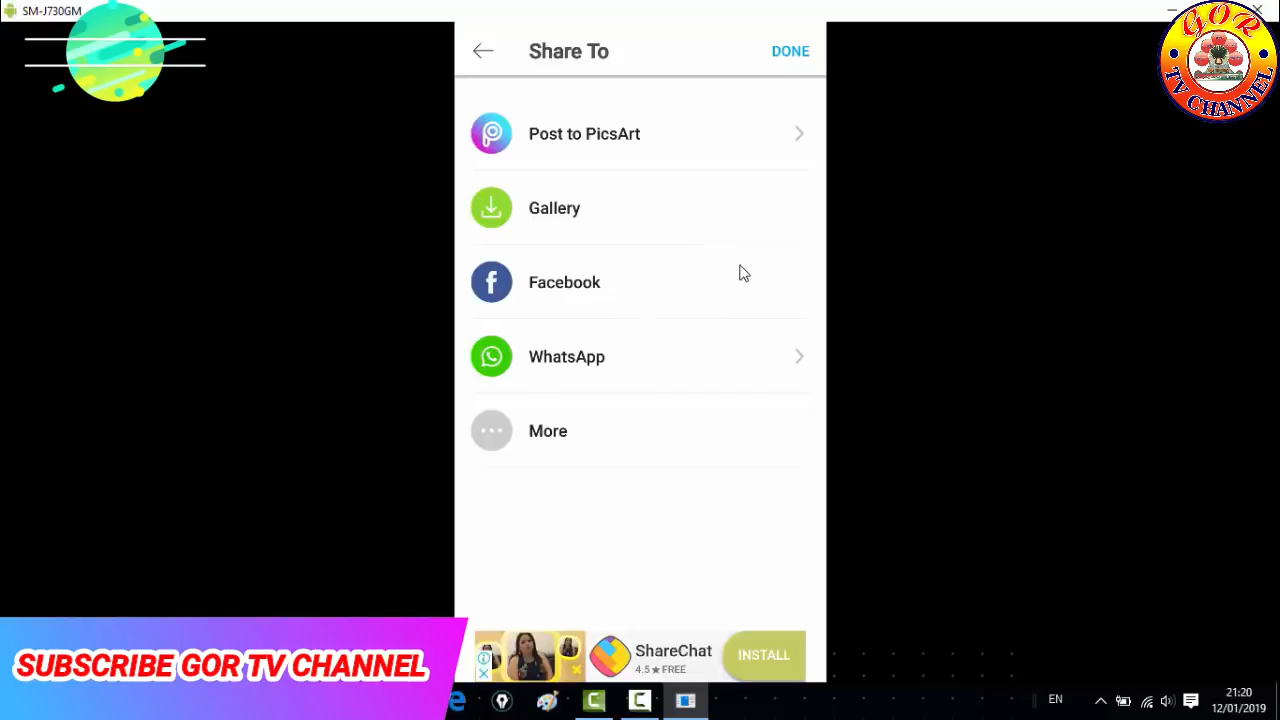 SM-J730GM
GOR
TV CHANNEL
Share To
DONE
Post to PicsArt
Gallery
Facebook
WhatsApp
More
ShareChat
4.5★FREE
INSTALL
SUBSCRIBE GOR TV CHANNEL
EN
21:20
12/01/2019